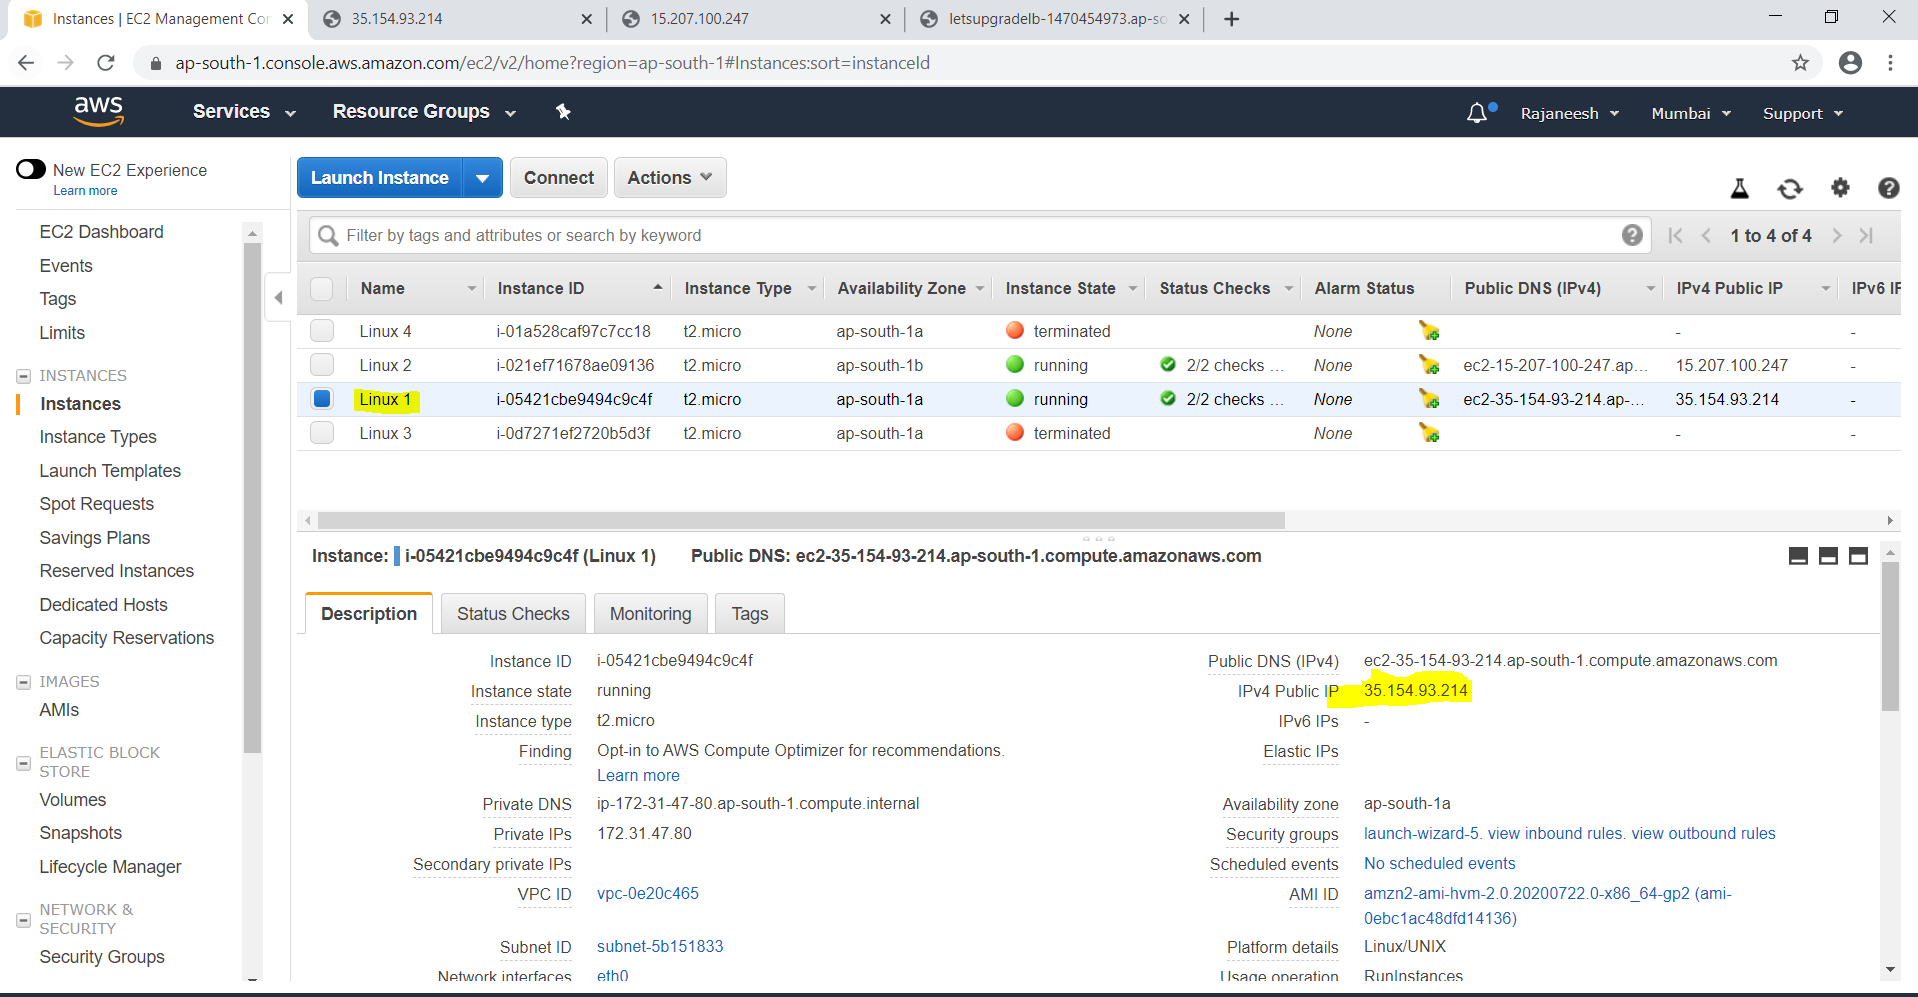 Instances | EC2 Management Con
35.154.93.214
15.207.100.247
letsupgradelb-1470454973.ap-so
ap-south-1.console.aws.amazon.com/ec2/v2/home?region=ap-south-1#Instances:sort=instanceId
aws
Services
Resource Groups
Rajaneesh
Mumbai
Support
New EC2 Experience
Learn more
EC2 Dashboard
Events
Tags
Limits
INSTANCES
Instances
Instance Types
Launch Templates
Spot Requests
Savings Plans
Reserved Instances
Dedicated Hosts
Capacity Reservations
IMAGES
AMIs
ELASTIC BLOCK
STORE
Volumes
Snapshots
Lifecycle Manager
NETWORK &
SECURITY
Security Groups
Launch Instance
Connect
Actions
Filter by tags and attributes or search by keyword
1 to 4 of 4
Name Instance ID Instance Type Availability Zone Instance State Status Checks Alarm Status Public DNS (IPv4) IPv4 Public IP IPv6 IP
Linux 4 i-01a528caf97c7cc18 t2.micro ap-south-1a terminated None - -
Linux 2 i-021ef71678ae09136 t2.micro ap-south-1b running 2/2 checks ... None ec2-15-207-100-247.ap... 15.207.100.247 -
Linux 1 i-05421cbe9494c9c4f t2.micro ap-south-1a running 2/2 checks ... None ec2-35-154-93-214.ap-... 35.154.93.214 -
Linux 3 i-0d7271ef2720b5d3f t2.micro ap-south-1a terminated None - -
Instance: i-05421cbe9494c9c4f (Linux 1) Public DNS: ec2-35-154-93-214.ap-south-1.compute.amazonaws.com
Description
Status Checks
Monitoring
Tags
Instance ID i-05421cbe9494c9c4f
Instance state running
Instance type t2.micro
Finding Opt-in to AWS Compute Optimizer for recommendations.
Learn more
Private DNS ip-172-31-47-80.ap-south-1.compute.internal
Private IPs 172.31.47.80
Secondary private IPs
VPC ID vpc-0e20c465
Subnet ID subnet-5b151833
Network interfaces eth0
Public DNS (IPv4) ec2-35-154-93-214.ap-south-1.compute.amazonaws.com
IPv4 Public IP 35.154.93.214
IPv6 IPs -
Elastic IPs
Availability zone ap-south-1a
Security groups launch-wizard-5. view inbound rules. view outbound rules
Scheduled events No scheduled events
AMI ID amzn2-ami-hvm-2.0.20200722.0-x86_64-gp2 (ami-
0ebc1ac48dfd14136)
Platform details Linux/UNIX
Usage operation RunInstances